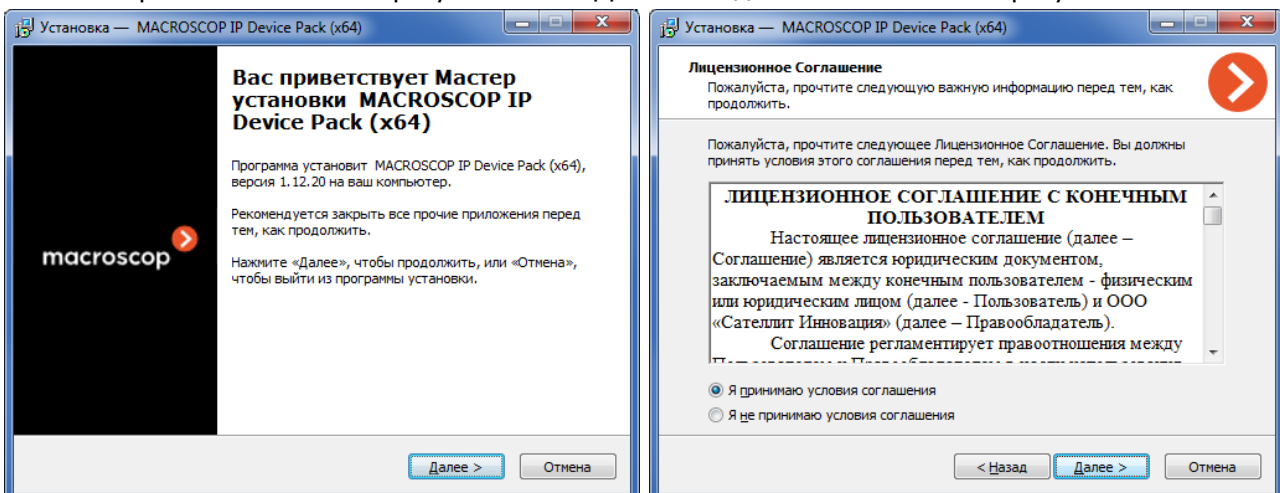 Установка — MACROSCOP IP Device Pack (x64)
Вас приветствует Мастер
установки MACROSCOP IP
Device Pack (x64)
Программа установит MACROSCOP IP Device Pack (x64),
версия 1.12.20 на ваш компьютер.
Рекомендуется закрыть все прочие приложения перед
тем, как продолжить.
Нажмите «Далее», чтобы продолжить, или «Отмена»,
чтобы выйти из программы установки.
macroscop
Далее >
Отмена
Установка — MACROSCOP IP Device Pack (x64)
Лицензионное Соглашение
Пожалуйста, прочтите следующую важную информацию перед тем, как
продолжить.
Пожалуйста, прочтите следующее Лицензионное Соглашение. Вы должны
принять условия этого соглашения перед тем, как продолжить.
ЛИЦЕНЗИОННОЕ СОГЛАШЕНИЕ С КОНЕЧНЫМ
ПОЛЬЗОВАТЕЛЕМ
Настоящее лицензионное соглашение (далее –
Соглашение) является юридическим документом,
заключаемым между конечным пользователем - физическим
или юридическим лицом (далее - Пользователь) и ООО
«Сателлит Инновация» (далее – Правообладатель).
Соглашение регламентирует правоотношения между
Я принимаю условия соглашения
Я не принимаю условия соглашения
< Назад
Далее >
Отмена